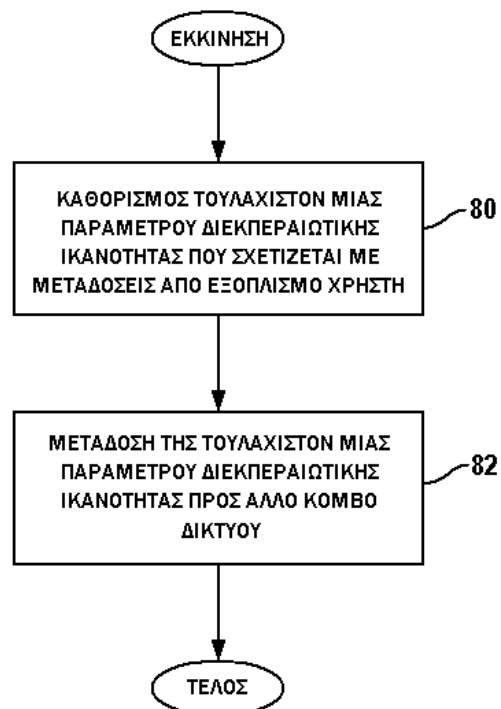 ΕΚΚΙΝΗΣΗ
ΚΑΘΟΡΙΣΜΟΣ ΤΟΥΛΑΧΙΣΤΟΝ ΜΙΑΣ
ΠΑΡΑΜΕΤΡΟΥ ΔΙΕΚΠΕΡΑΙΩΤΙΚΗΣ
ΙΚΑΝΟΤΗΤΑΣ ΠΟΥ ΣΧΕΤΙΖΕΤΑΙ ΜΕ
ΜΕΤΑΔΟΣΕΙΣ ΑΠΟ ΕΞΟΠΛΙΣΜΟ ΧΡΗΣΤΗ
80
ΜΕΤΑΔΟΣΗ ΤΗΣ ΤΟΥΛΑΧΙΣΤΟΝ ΜΙΑΣ
ΠΑΡΑΜΕΤΡΟΥ ΔΙΕΚΠΕΡΑΙΩΤΙΚΗΣ
ΙΚΑΝΟΤΗΤΑΣ ΠΡΟΣ ΑΛΛΟ ΚΟΜΒΟ
ΔΙΚΤΥΟΥ
82
ΤΕΛΟΣ